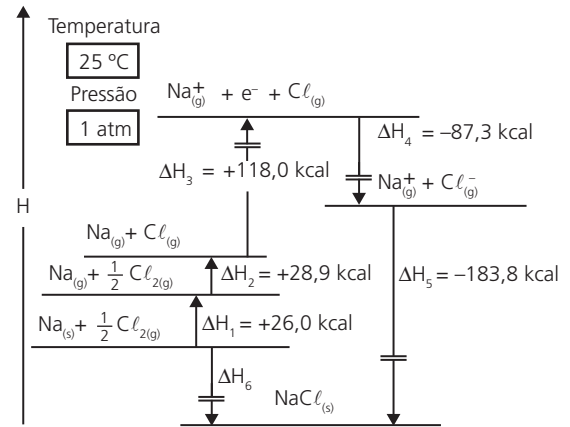 Temperatura
25 ºC
Pressão
1 atm
Na⁺(g) + e⁻ + Cℓ(g)
ΔH₄ = –87,3 kcal
ΔH₃ = +118,0 kcal
Na⁺(g) + Cℓ⁻(g)
H
Na(g) + Cℓ(g)
Na(g) + 1/2 Cℓ2(g)
ΔH₂ = +28,9 kcal
ΔH₅ = –183,8 kcal
Na(s) + 1/2 Cℓ2(g)
ΔH₁ = +26,0 kcal
ΔH₆
NaCℓ(s)